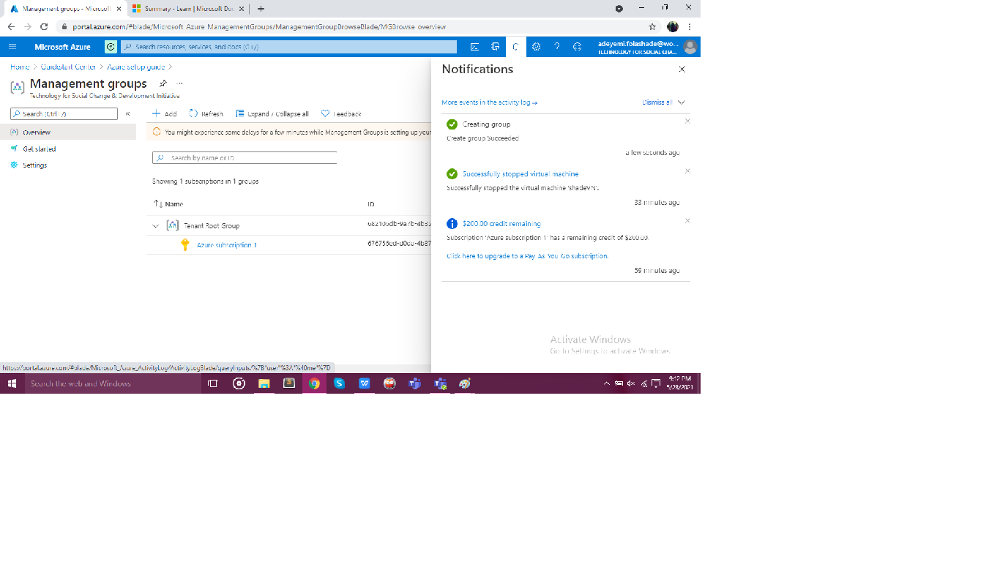 Management groups - Microsoft
Summary - Learn | Microsoft Doc
portal.azure.com/#blade/Microsoft_Azure_ManagementGroups/ManagementGroupBrowseBlade/MGBrowse_overview
Microsoft Azure
Search resources, services, and docs (G+/)
adeyemi.folashade@wo...
TECHNOLOGY FOR SOCIAL CHA...
Home > Quickstart Center > Azure setup guide >
Management groups
...
Technology for Social Change & Development Initiative
Search (Ctrl+/)
«
Overview
Get started
Settings
Add
Refresh
Expand / Collapse all
Feedback
You might experience some delays for a few minutes while Management Groups is setting up your
Search by name or ID
Showing 1 subscriptions in 1 groups
Name
ID
Tenant Root Group
682106db-9a7b-4b35
Azure subscription 1
676756ed-d0da-4b87
Notifications
More events in the activity log →
Dismiss all
Creating group
Create group Succeeded
a few seconds ago
Successfully stopped virtual machine
Successfully stopped the virtual machine 'shadeVN'.
33 minutes ago
$200.00 credit remaining
Subscription 'Azure subscription 1' has a remaining credit of $200.00.
Click here to upgrade to a Pay-As-You-Go subscription.
59 minutes ago
Activate Windows
Go to Settings to activate Windows.
https://portal.azure.com/#blade/Microsoft_Azure_ActivityLog/ActivityLogBlade/queryInputs/%7B"user"%3A"%40me"%7D
Search the web and Windows
9:12 PM
5/28/2021